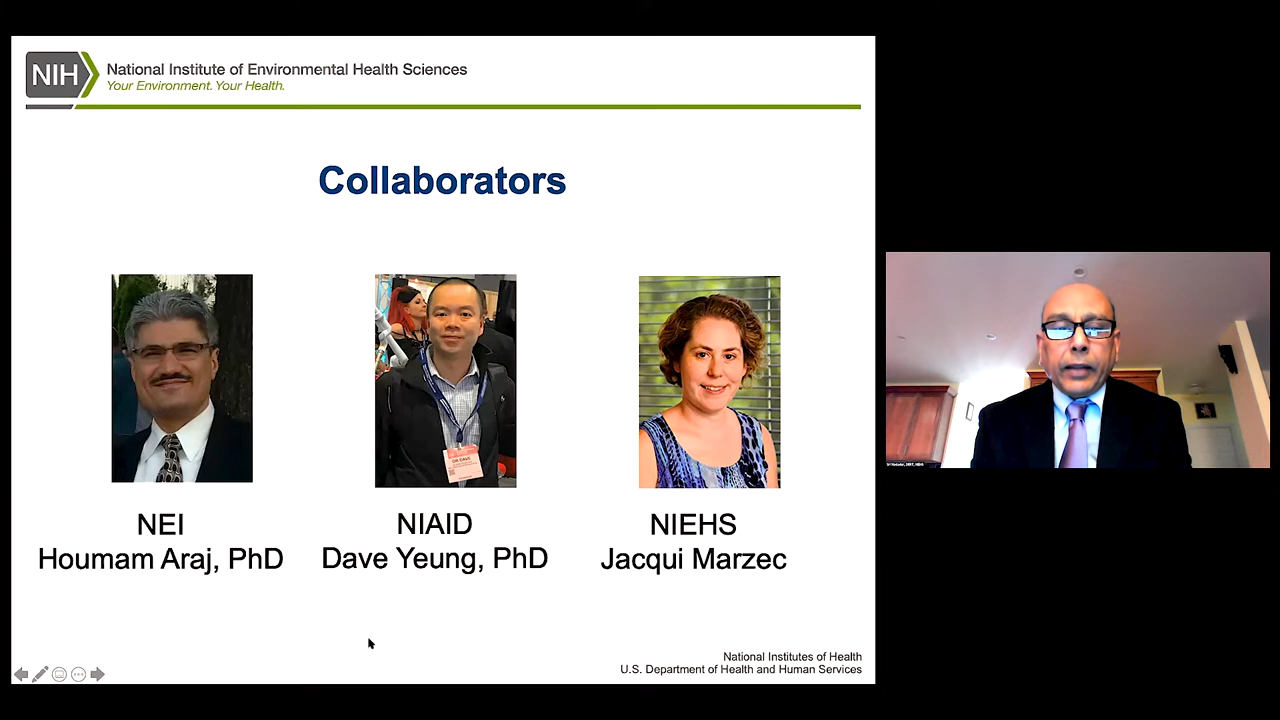 NIH
National Institute of Environmental Health Sciences
Your Environment. Your Health.
Collaborators
NEI
Houmam Araj, PhD
NIAID
Dave Yeung, PhD
NIEHS
Jacqui Marzec
National Institutes of Health
U.S. Department of Health and Human Services